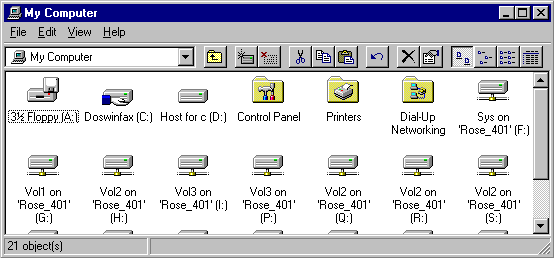 My Computer
File Edit View Help
My Computer
3½ Floppy (A:)
Doswinfax (C:)
Host for c (D:)
Control Panel
Printers
Dial-Up
Networking
Sys on
'Rose_401' (F:)
Vol1 on
'Rose_401'
(G:)
Vol2 on
'Rose_401'
(H:)
Vol3 on
'Rose_401' (I:)
Vol3 on
'Rose_401'
(P:)
Vol2 on
'Rose_401'
(Q:)
Vol2 on
'Rose_401'
(R:)
Vol2 on
'Rose_401'
(S:)
21 object(s)